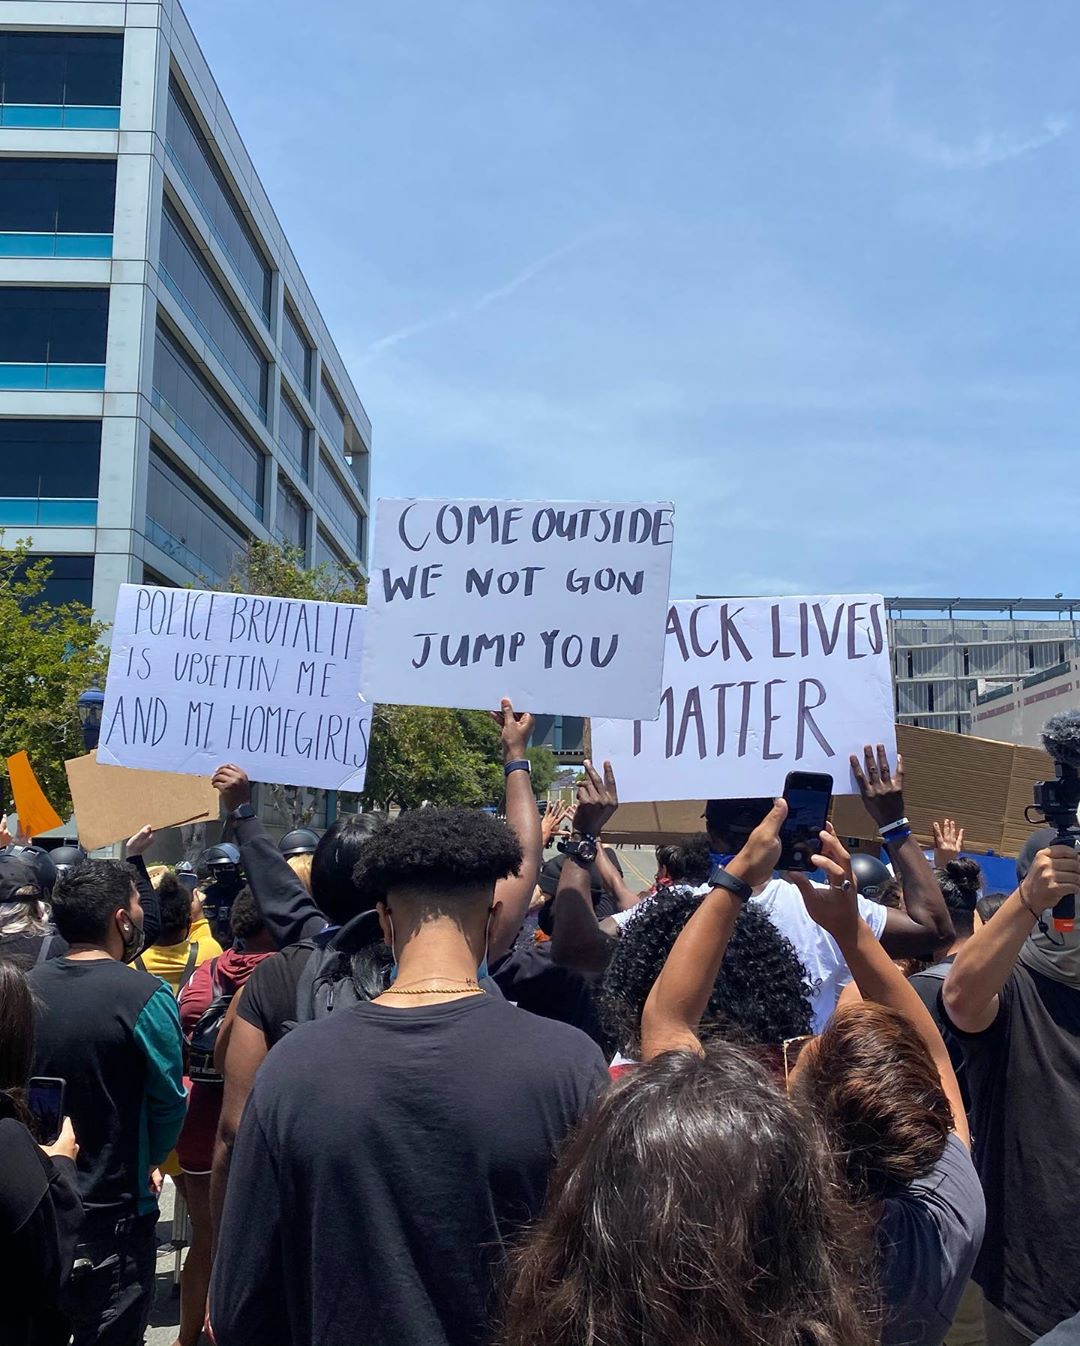 POLICE BRUTALIT
IS UPSETTIN ME
AND MY HOMEGIRLS
COME OUTSIDE
WE NOT GON
JUMP YOU
ACK LIVES
MATTER